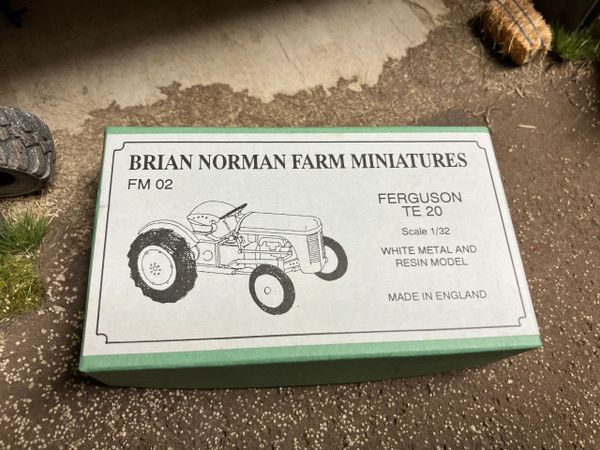 BRIAN NORMAN FARM MINIATURES
FM 02
FERGUSON
TE 20
Scale 1/32
WHITE METAL AND
RESIN MODEL
MADE IN ENGLAND